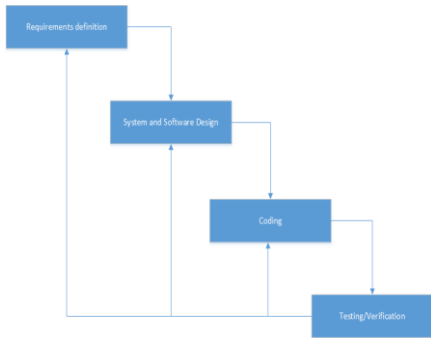 Requirements definition
System and Software Design
Coding
Testing/Verification